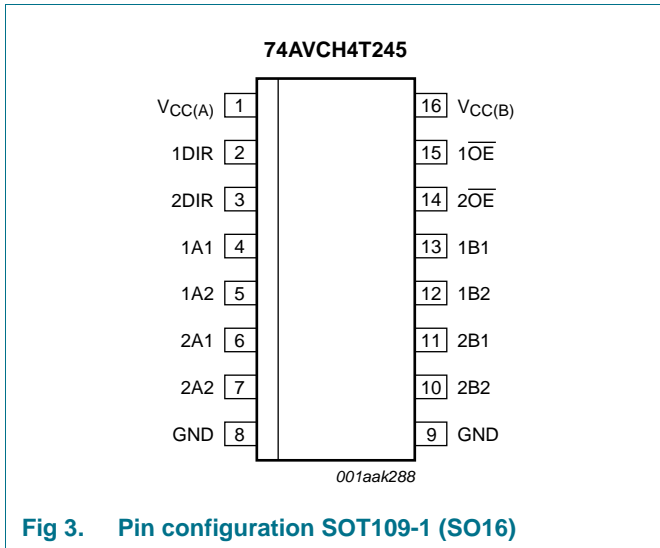 74AVCH4T245
VCC(A) 1 16 VCC(B)
1DIR 2 15 1O̅E̅
2DIR 3 14 2O̅E̅
1A1 4 13 1B1
1A2 5 12 1B2
2A1 6 11 2B1
2A2 7 10 2B2
GND 8 9 GND
001aak288
Fig 3. Pin configuration SOT109-1 (SO16)